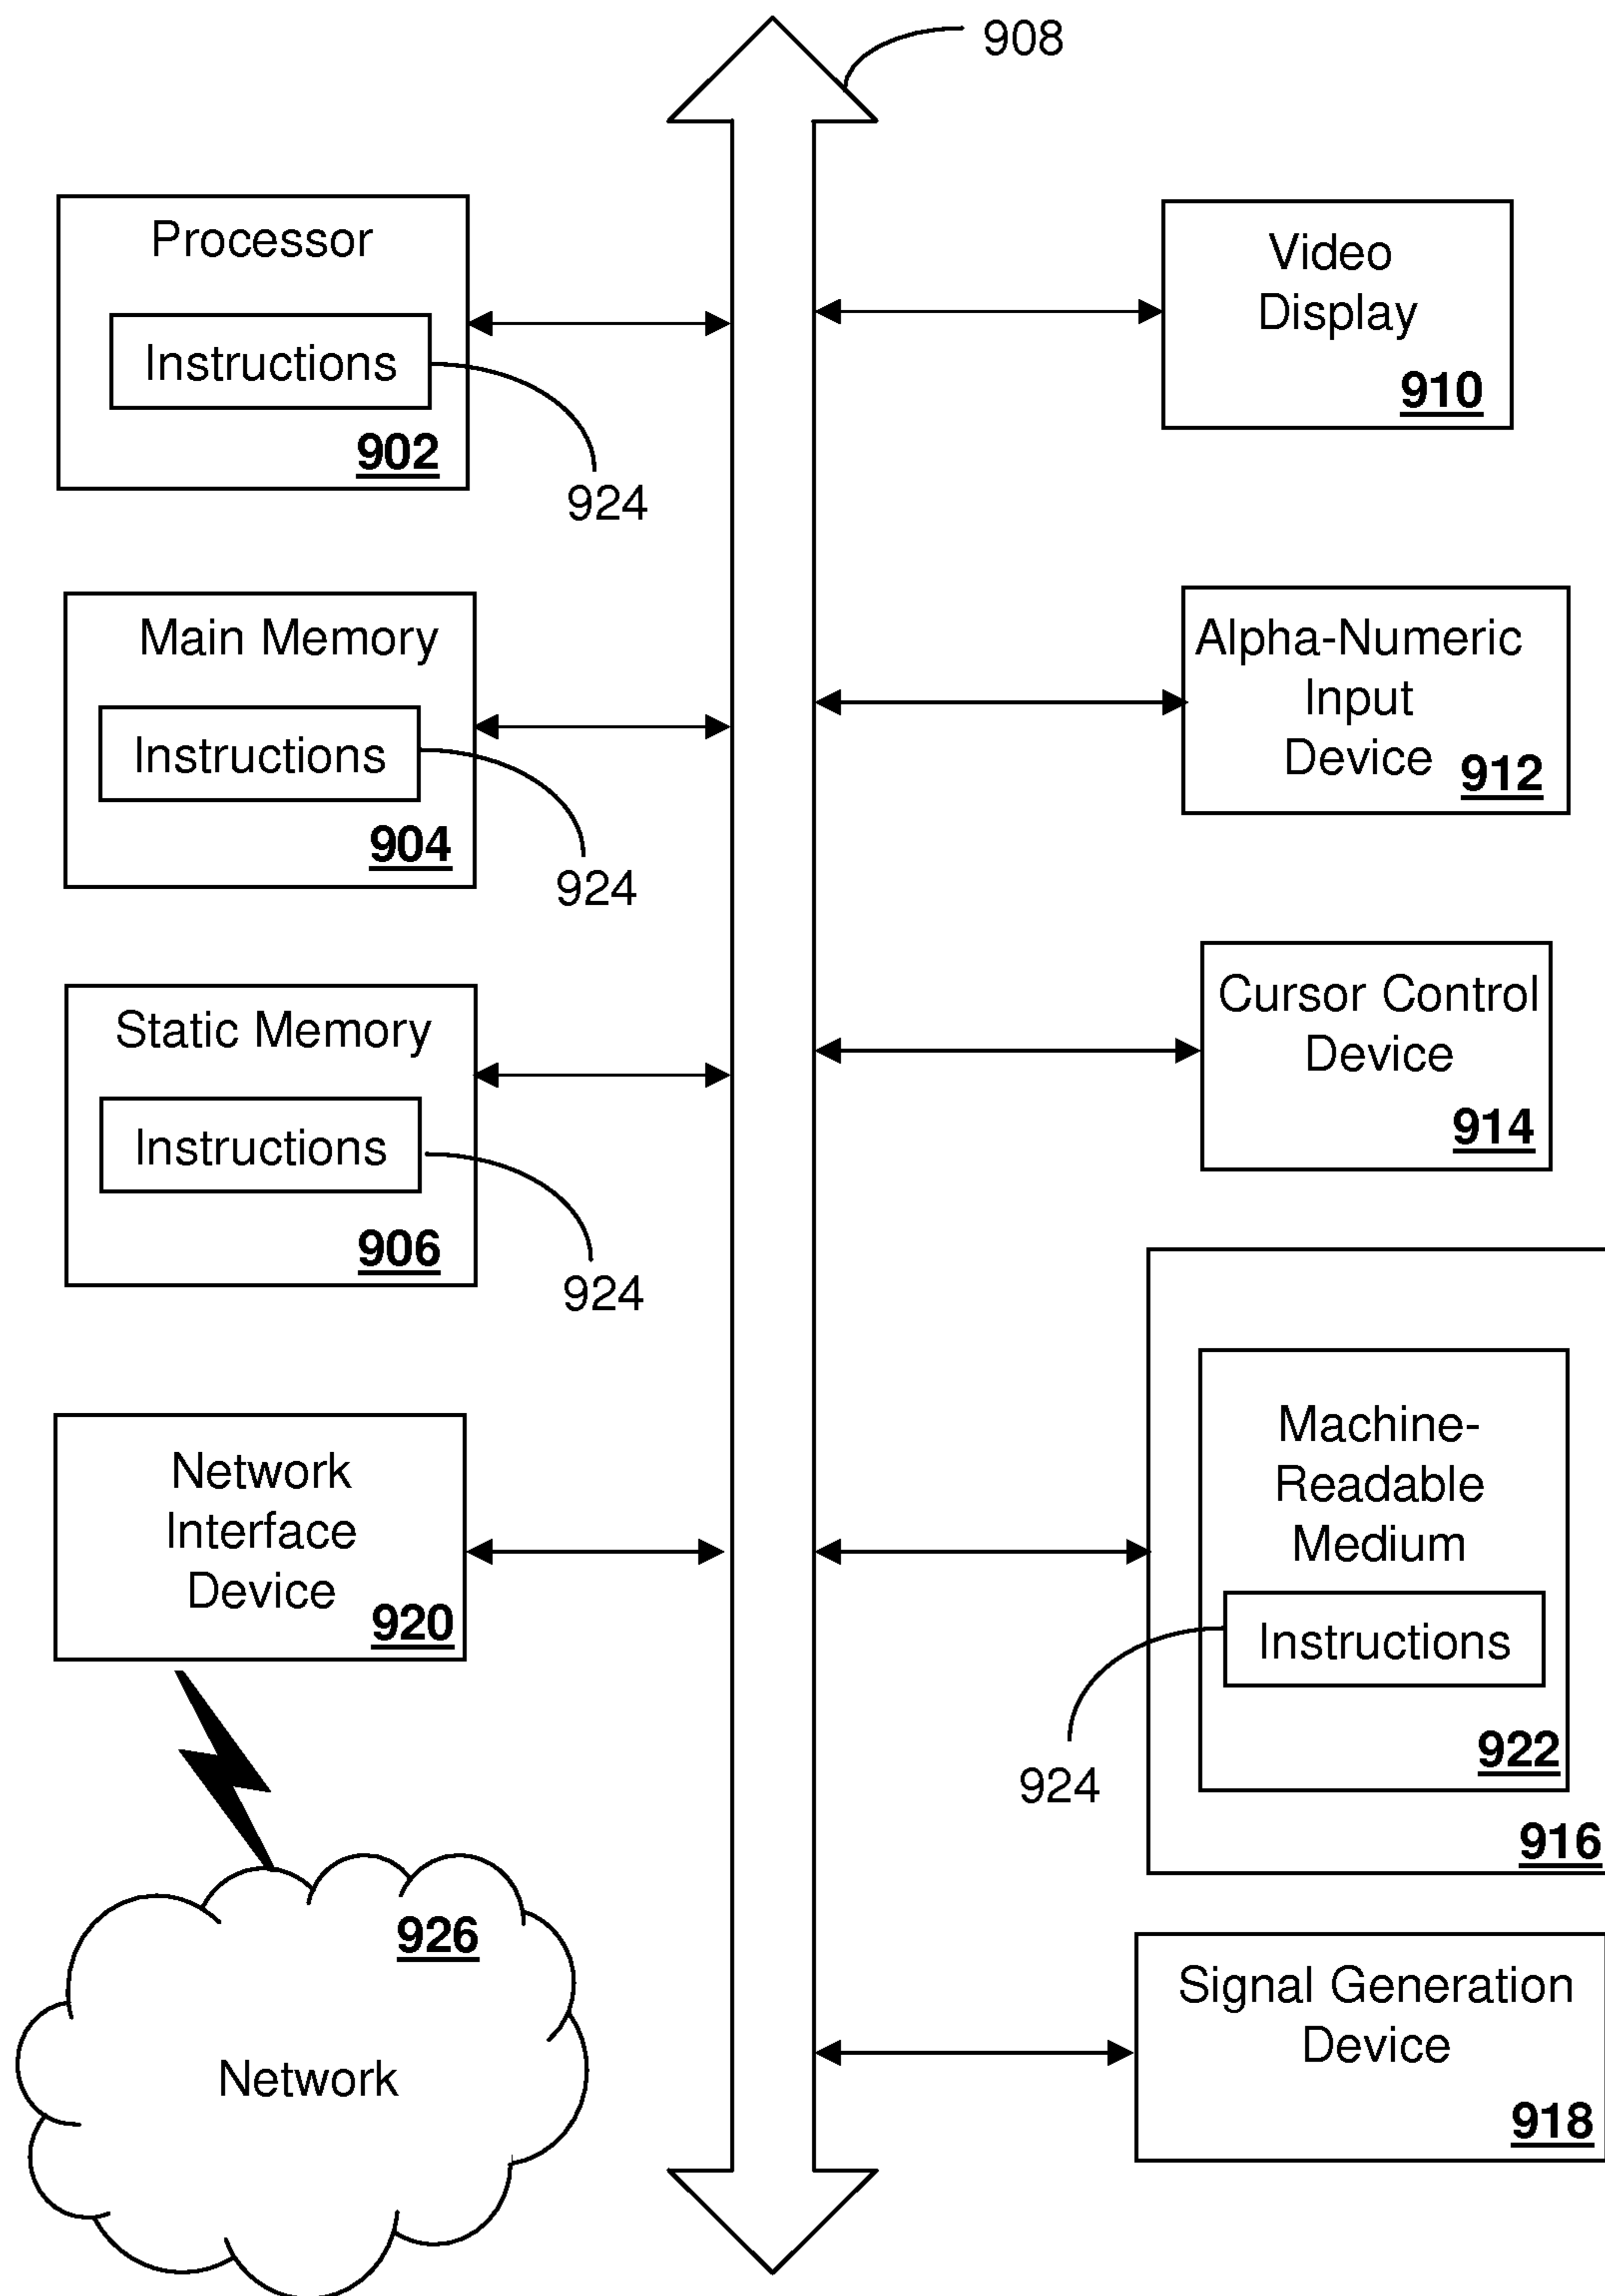 908
Processor
Instructions
902
924
Main Memory
Instructions
904
924
Static Memory
Instructions
906
924
Network
Interface
Device
920
926
Network
Video
Display
910
Alpha-Numeric
Input
Device
912
Cursor Control
Device
914
Machine-
Readable
Medium
Instructions
922
924
916
Signal Generation
Device
918